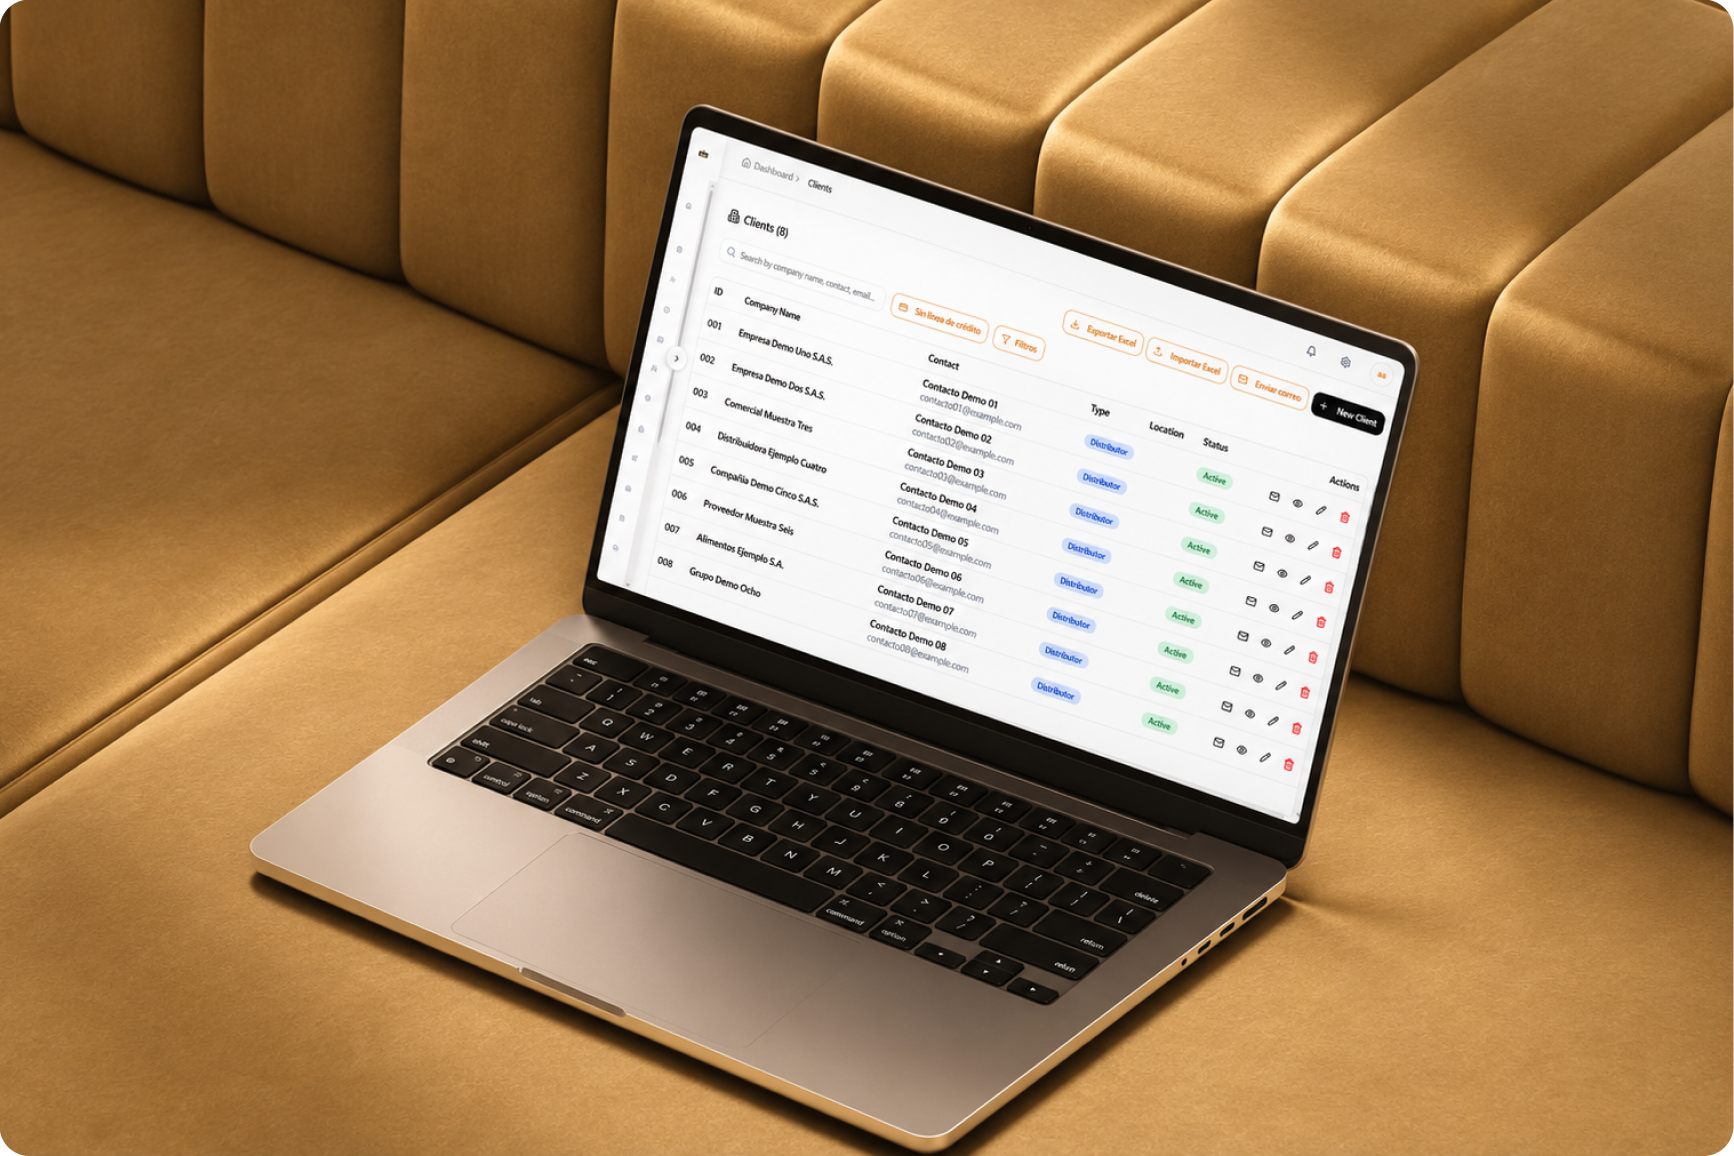 Dashboard > Clients
Clients (8)
Search by company name, contact, email...
Sin línea de crédito
Filtros
Exportar Excel
Importar Excel
Enviar correo
+ New Client
ID Company Name Contact Type Location Status Actions
001 Empresa Demo Uno S.A.S. Contacto Demo 01 Distributor Active
contacto01@example.com
002 Empresa Demo Dos S.A.S. Contacto Demo 02 Distributor Active
contacto02@example.com
003 Comercial Muestra Tres Contacto Demo 03 Distributor Active
contacto03@example.com
004 Distribuidora Ejemplo Cuatro Contacto Demo 04 Distributor Active
contacto04@example.com
005 Compañía Demo Cinco S.A.S. Contacto Demo 05 Distributor Active
contacto05@example.com
006 Proveedor Muestra Seis Contacto Demo 06 Distributor Active
contacto06@example.com
007 Alimentos Ejemplo S.A. Contacto Demo 07 Distributor Active
contacto07@example.com
008 Grupo Demo Ocho Contacto Demo 08 Distributor Active
contacto08@example.com
esc
tab Q W E R T Y U I O P delete
caps lock A S D F G H J K L
shift Z X C V B N M
control option command command option